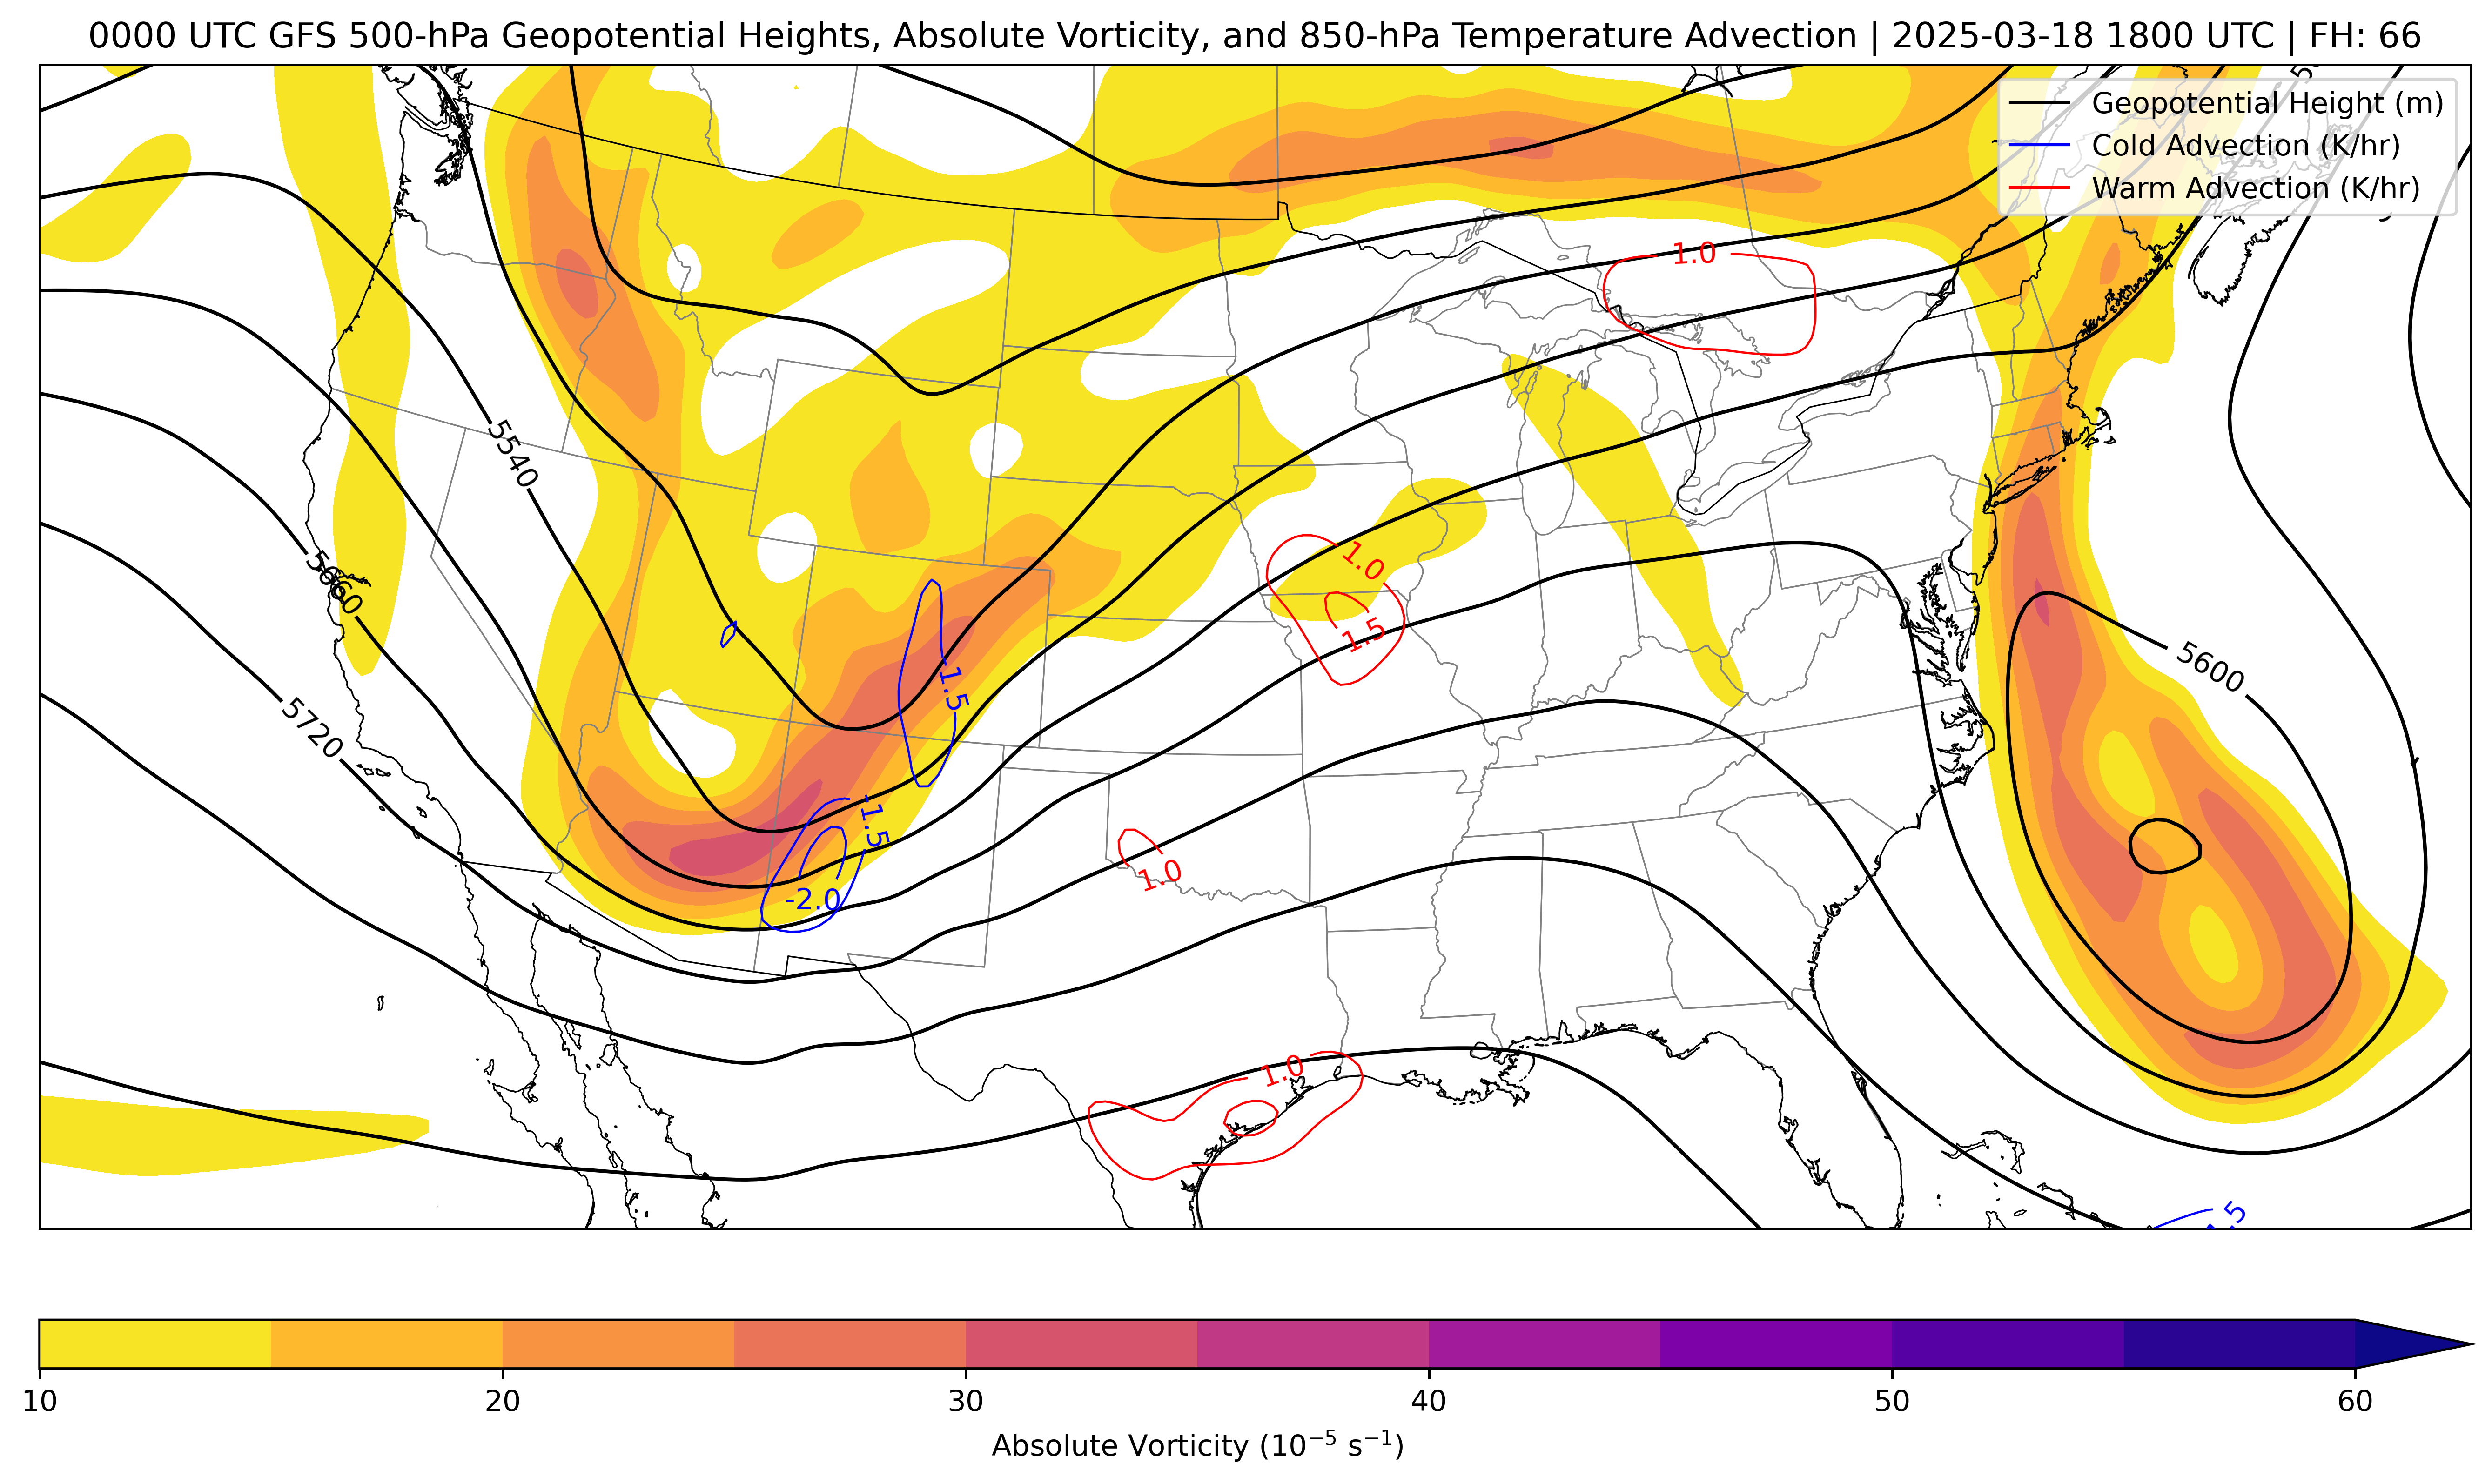 0000 UTC GFS 500-hPa Geopotential Heights, Absolute Vorticity, and 850-hPa Temperature Advection | 2025-03-18 1800 UTC | FH: 66
Geopotential Height (m)
Cold Advection (K/hr)
Warm Advection (K/hr)
1.0
5540
1.0
5660
1.5
-1.5
5600
5720
-1.5
1.0
-2.0
1.0
10 20 30 40 50 60
Absolute Vorticity (10⁻⁵ s⁻¹)